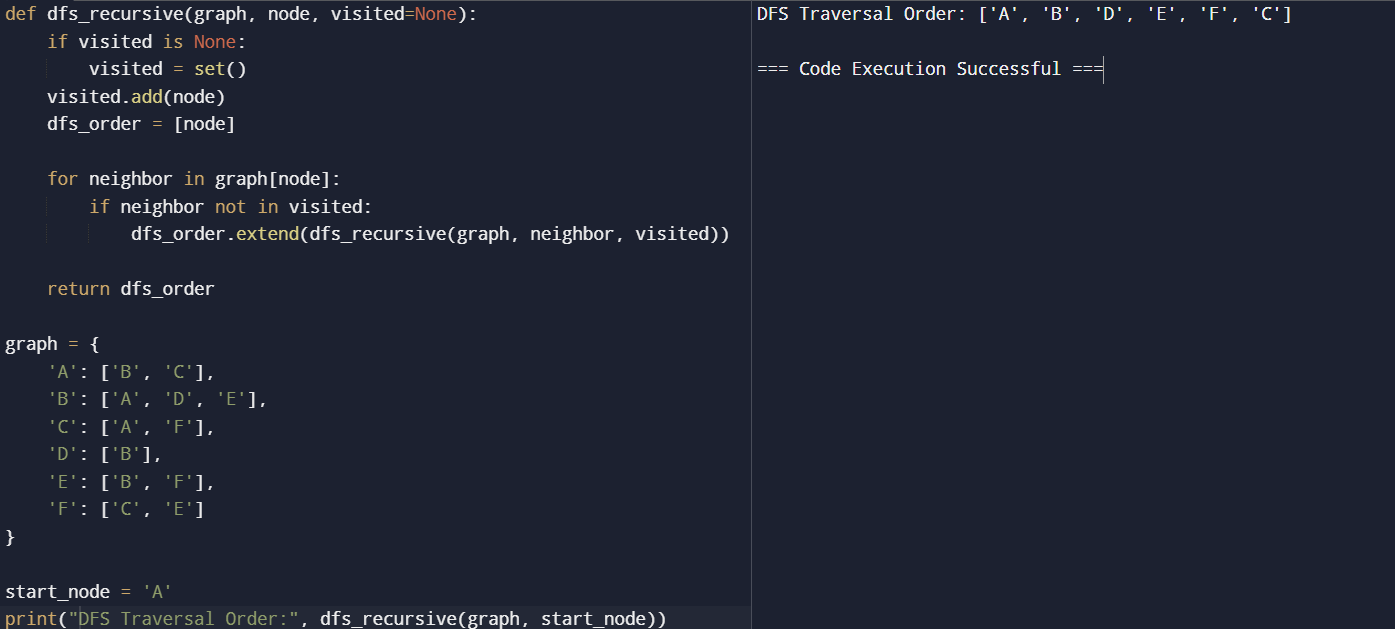 def dfs_recursive(graph, node, visited=None):
    if visited is None:
        visited = set()
    visited.add(node)
    dfs_order = [node]

    for neighbor in graph[node]:
        if neighbor not in visited:
            dfs_order.extend(dfs_recursive(graph, neighbor, visited))

    return dfs_order

graph = {
    'A': ['B', 'C'],
    'B': ['A', 'D', 'E'],
    'C': ['A', 'F'],
    'D': ['B'],
    'E': ['B', 'F'],
    'F': ['C', 'E']
}

start_node = 'A'
print("DFS Traversal Order:", dfs_recursive(graph, start_node))
DFS Traversal Order: ['A', 'B', 'D', 'E', 'F', 'C']

=== Code Execution Successful ===